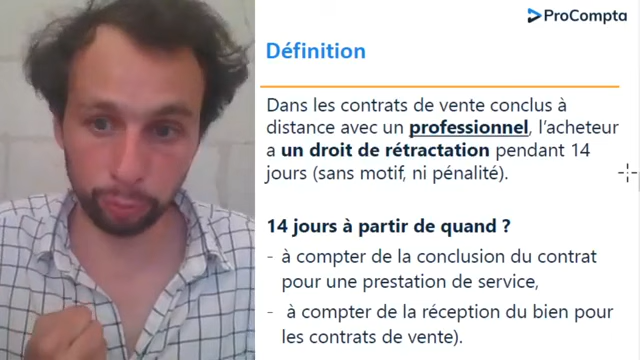 ProCompta
Définition
Dans les contrats de vente conclus à
distance avec un professionnel, l’acheteur
a un droit de rétractation pendant 14
jours (sans motif, ni pénalité).
14 jours à partir de quand ?
- à compter de la conclusion du contrat
pour une prestation de service,
- à compter de la réception du bien pour
les contrats de vente).